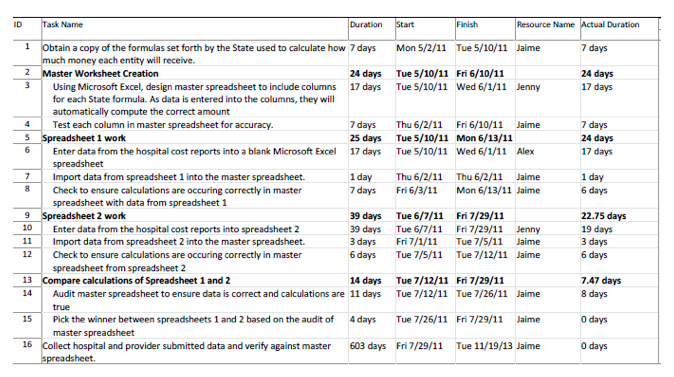 ID Task Name Duration Start Finish Resource Name Actual Duration
1 Obtain a copy of the formulas set forth by the State used to calculate how 7 days Mon 5/2/11 Tue 5/10/11 Jaime 7 days
much money each entity will receive.
2 Master Worksheet Creation 24 days Tue 5/10/11 Fri 6/10/11 24 days
3 Using Microsoft Excel, design master spreadsheet to include columns 17 days Tue 5/10/11 Wed 6/1/11 Jenny 17 days
for each State formula. As data is entered into the columns, they will
automatically compute the correct amount
4 Test each column in master spreadsheet for accuracy. 7 days Thu 6/2/11 Fri 6/10/11 Jaime 7 days
5 Spreadsheet 1 work 25 days Tue 5/10/11 Mon 6/13/11 24 days
6 Enter data from the hospital cost reports into a blank Microsoft Excel 17 days Tue 5/10/11 Wed 6/1/11 Alex 17 days
spreadsheet
7 Import data from spreadsheet 1 into the master spreadsheet. 1 day Thu 6/2/11 Thu 6/2/11 Jaime 1 day
8 Check to ensure calculations are occuring correctly in master 7 days Fri 6/3/11 Mon 6/13/11 Jaime 6 days
spreadsheet with data from spreadsheet 1
9 Spreadsheet 2 work 39 days Tue 6/7/11 Fri 7/29/11 22.75 days
10 Enter data from the hospital cost reports into spreadsheet 2 39 days Tue 6/7/11 Fri 7/29/11 Jenny 19 days
11 Import data from spreadsheet 2 into the master spreadsheet. 3 days Fri 7/1/11 Tue 7/5/11 Jaime 3 days
12 Check to ensure calculations are occuring correctly in master 6 days Tue 7/5/11 Tue 7/12/11 Jaime 6 days
spreadsheet from spreadsheet 2
13 Compare calculations of Spreadsheet 1 and 2 14 days Tue 7/12/11 Fri 7/29/11 7.47 days
14 Audit master spreadsheet to ensure data is correct and calculations are 11 days Tue 7/12/11 Tue 7/26/11 Jaime 8 days
true
15 Pick the winner between spreadsheets 1 and 2 based on the audit of 4 days Tue 7/26/11 Fri 7/29/11 Jaime 0 days
master spreadsheet
16 Collect hospital and provider submitted data and verify against master 603 days Fri 7/29/11 Tue 11/19/13 Jaime 0 days
spreadsheet.